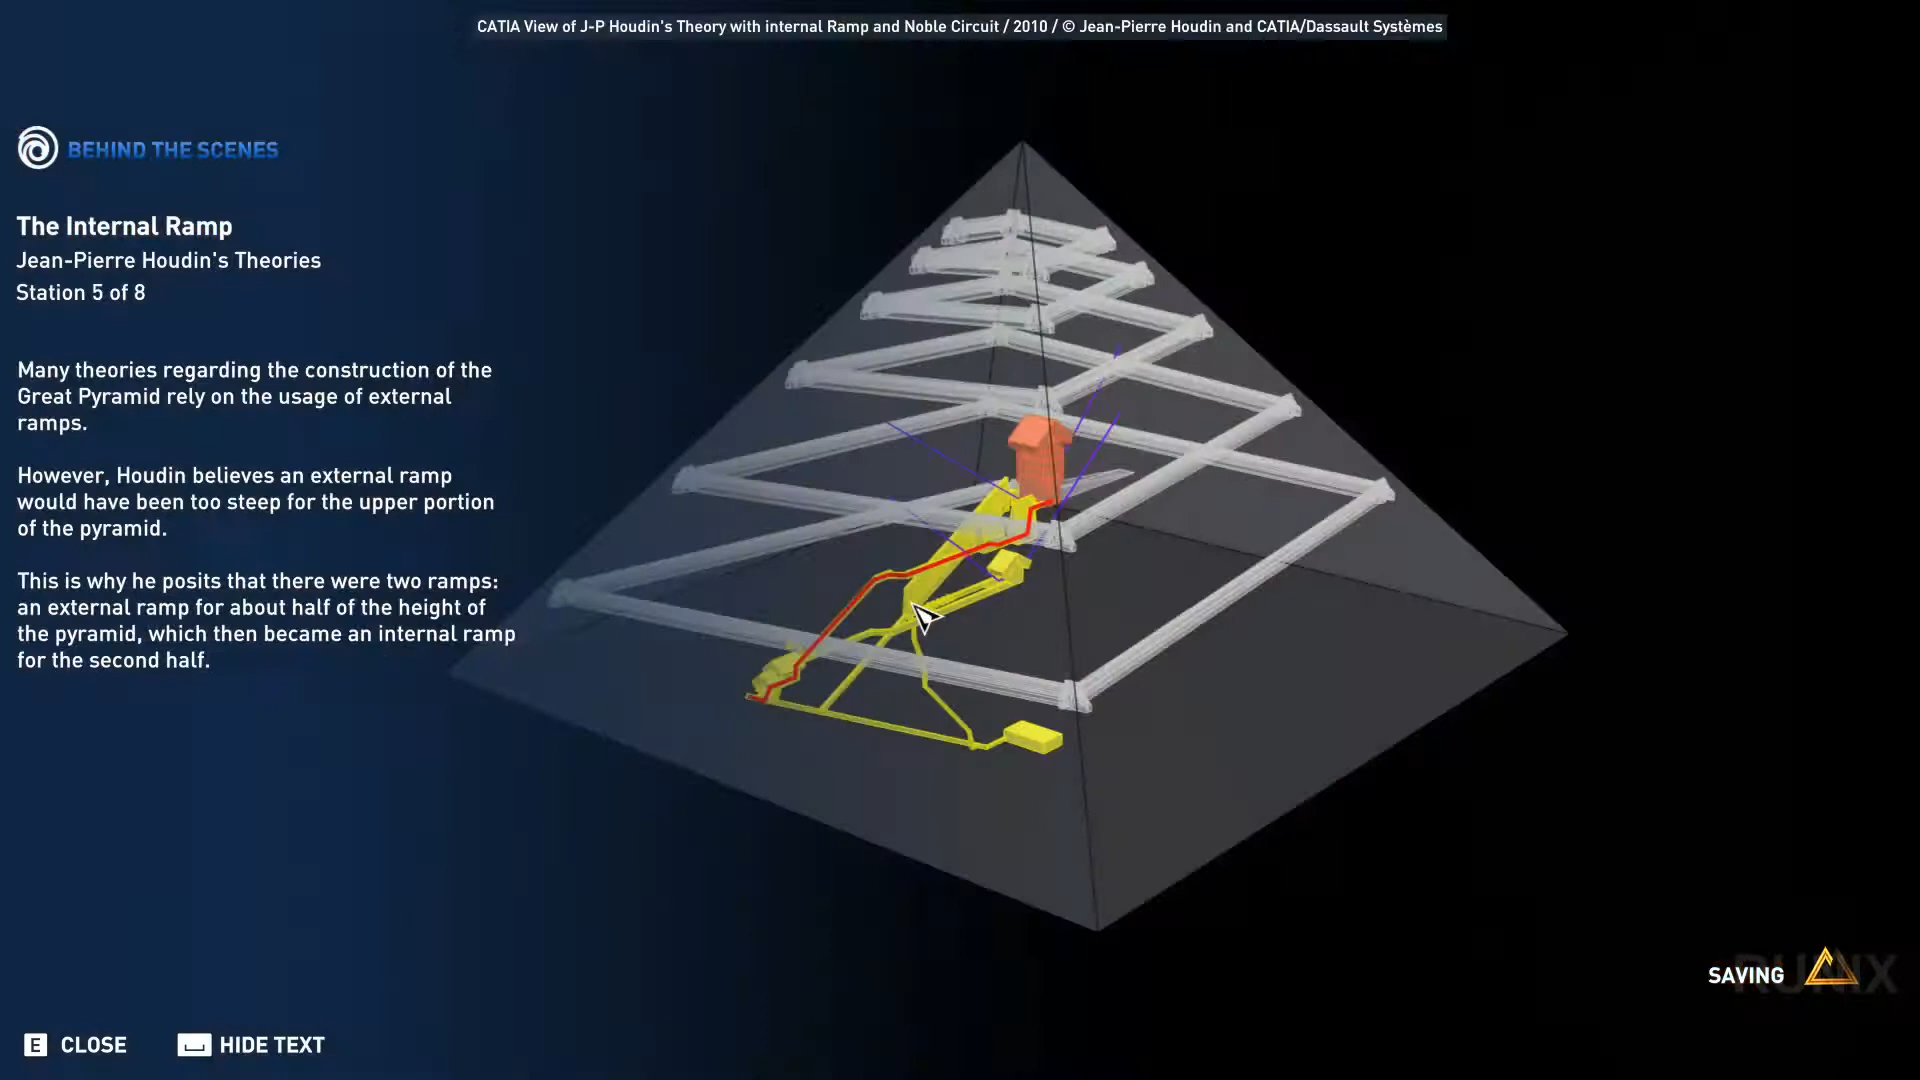 CATIA View of J-P Houdin's Theory with internal Ramp and Noble Circuit / 2010 / © Jean-Pierre Houdin and CATIA/Dassault Systèmes
BEHIND THE SCENES
The Internal Ramp
Jean-Pierre Houdin's Theories
Station 5 of 8
Many theories regarding the construction of the
Great Pyramid rely on the usage of external
ramps.
However, Houdin believes an external ramp
would have been too steep for the upper portion
of the pyramid.
This is why he posits that there were two ramps:
an external ramp for about half of the height of
the pyramid, which then became an internal ramp
for the second half.
SAVING
E CLOSE
HIDE TEXT